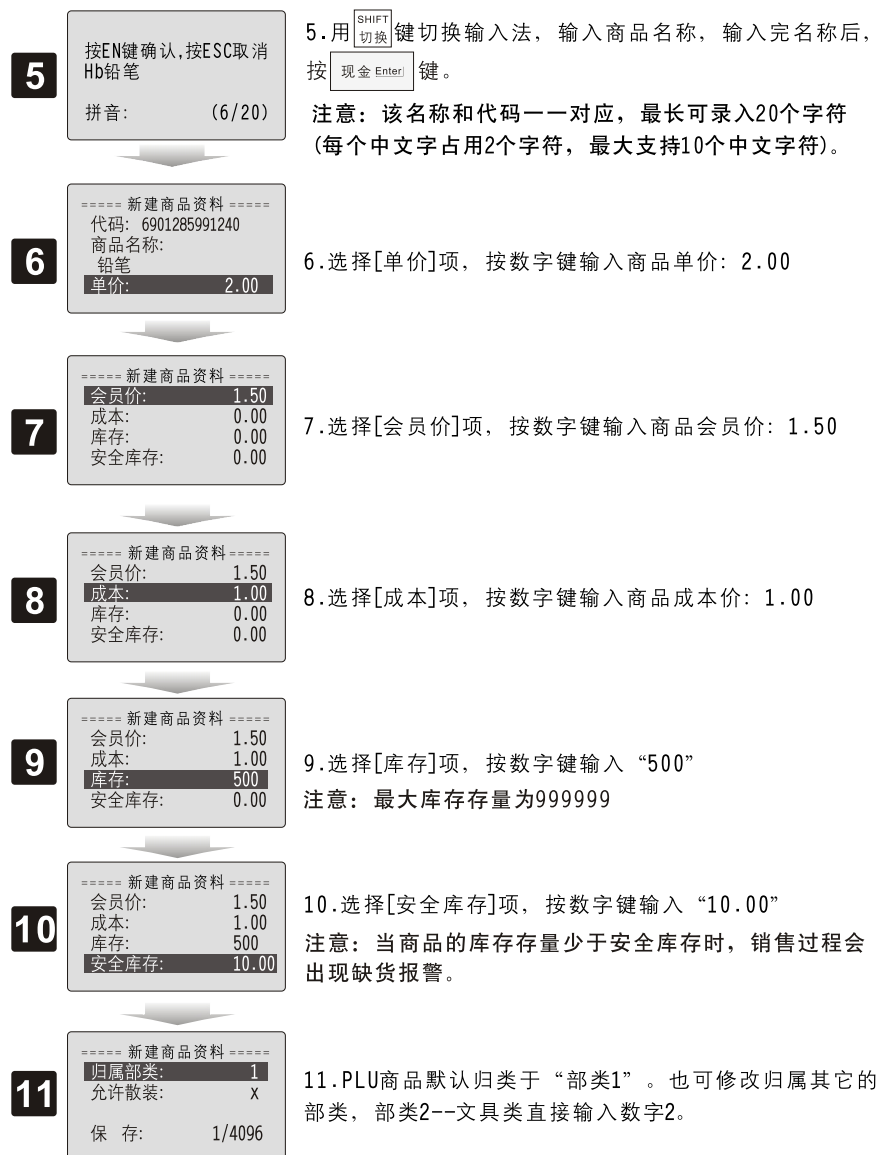 5
按EN键确认,按ESC取消
Hb铅笔
拼音: (6/20)
5.用 SHIFT 切换 键切换输入法，输入商品名称，输入完名称后，
按 现金 Enter 键。
注意：该名称和代码一一对应，最长可录入20个字符
(每个中文字占用2个字符，最大支持10个中文字符)。
6
===== 新建商品资料 =====
代码: 6901285991240
商品名称:
铅笔
单价: 2.00
6.选择[单价]项，按数字键输入商品单价: 2.00
7
===== 新建商品资料 =====
会员价: 1.50
成本: 0.00
库存: 0.00
安全库存: 0.00
7.选择[会员价]项，按数字键输入商品会员价: 1.50
8
===== 新建商品资料 =====
会员价: 1.50
成本: 1.00
库存: 0.00
安全库存: 0.00
8.选择[成本]项，按数字键输入商品成本价: 1.00
9
===== 新建商品资料 =====
会员价: 1.50
成本: 1.00
库存: 500
安全库存: 0.00
9.选择[库存]项，按数字键输入“500”
注意：最大库存存量为999999
10
===== 新建商品资料 =====
会员价: 1.50
成本: 1.00
库存: 500
安全库存: 10.00
10.选择[安全库存]项，按数字键输入“10.00”
注意：当商品的库存存量少于安全库存时，销售过程会
出现缺货报警。
11
===== 新建商品资料 =====
归属部类: 1
允许散装: x
保 存: 1/4096
11.PLU商品默认归类于“部类1”。也可修改归属其它的
部类，部类2--文具类直接输入数字2。